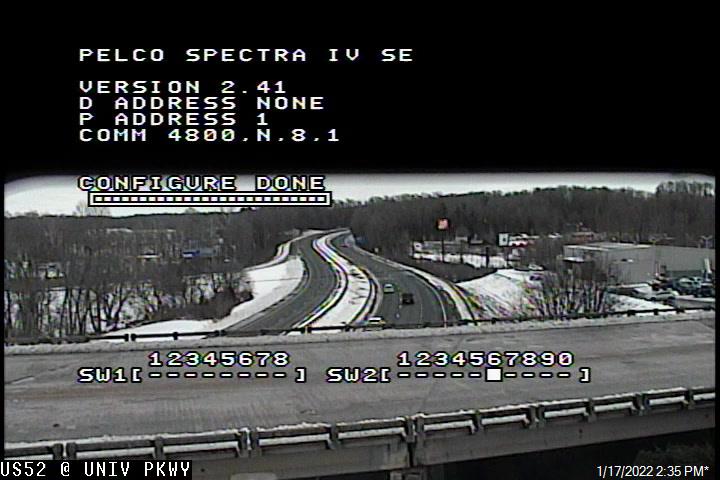 PELCO SPECTRA IV SE
VERSION 2.41
D ADDRESS NONE
P ADDRESS 1
COMM 4800,N,8,1
CONFIGURE DONE
12345678 1234567890
SW1[--------] SW2[-----■----]
US52 @ UNIV PKWY
1/17/2022 2:35 PM*